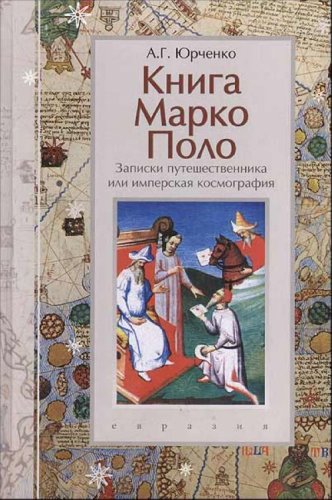 А.Г. Юрченко
Книга
Марко
Поло
Записки путешественника
или имперская космография
евразия